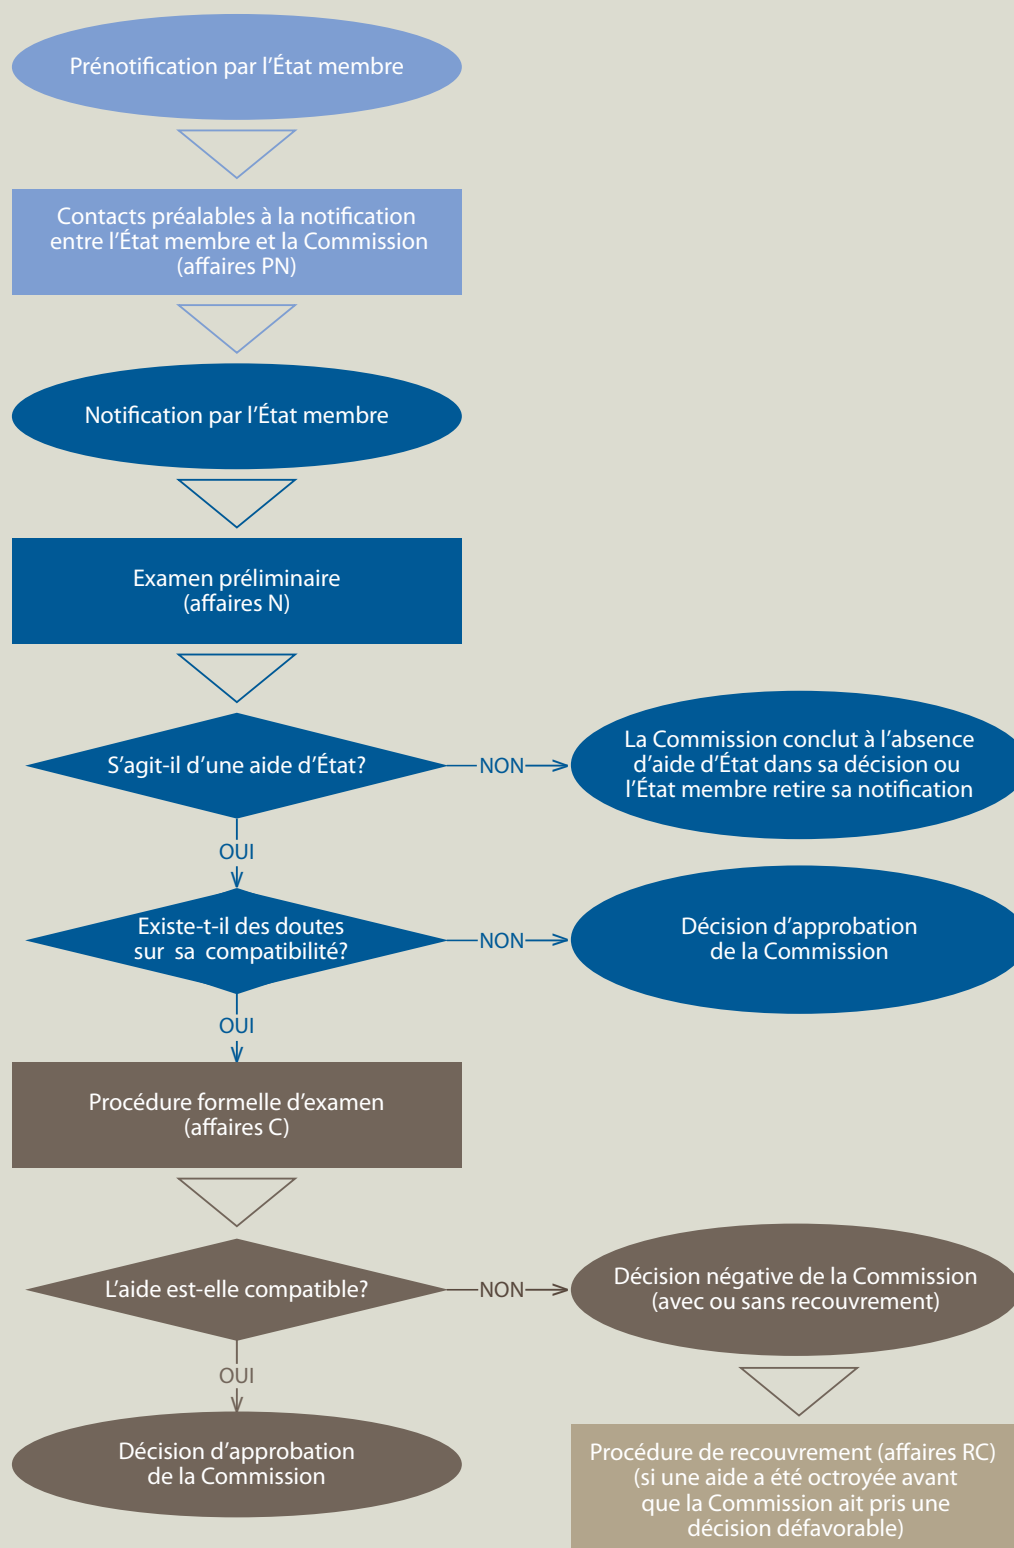 Prénotification par l’État membre
Contacts préalables à la notification
entre l’État membre et la Commission
(affaires PN)
Notification par l’État membre
Examen préliminaire
(affaires N)
S’agit-il d’une aide d’État?
NON
La Commission conclut à l’absence
d’aide d’État dans sa décision ou
l’État membre retire sa notification
OUI
Existe-t-il des doutes
sur sa compatibilité?
NON
Décision d’approbation
de la Commission
OUI
Procédure formelle d’examen
(affaires C)
L’aide est-elle compatible?
NON
Décision négative de la Commission
(avec ou sans recouvrement)
OUI
Décision d’approbation
de la Commission
Procédure de recouvrement (affaires RC)
(si une aide a été octroyée avant
que la Commission ait pris une
décision défavorable)